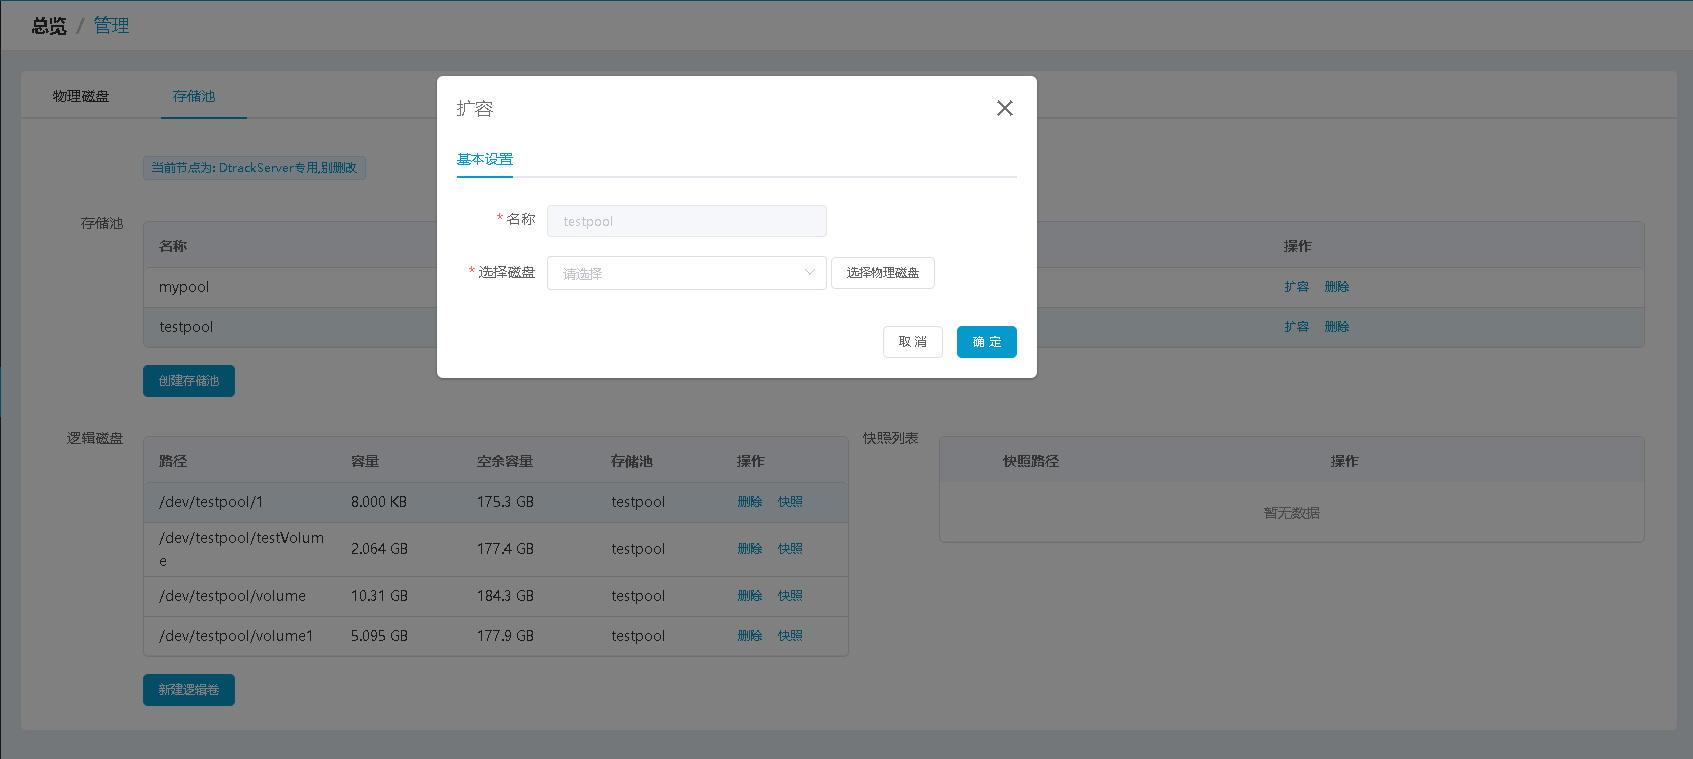 总览 / 管理
物理磁盘 存储池
扩容
基本设置
当前节点为: DtrackServer专用,别删改
* 名称 testpool
* 选择磁盘 请选择 选择物理磁盘
取 消 确 定
存储池
名称 操作
mypool 扩容 删除
testpool 扩容 删除
创建存储池
逻辑磁盘
路径 容量 空余容量 存储池 操作
/dev/testpool/1 8.000 KB 175.3 GB testpool 删除 快照
/dev/testpool/testVolum
e 2.064 GB 177.4 GB testpool 删除 快照
/dev/testpool/volume 10.31 GB 184.3 GB testpool 删除 快照
/dev/testpool/volume1 5.095 GB 177.9 GB testpool 删除 快照
新建逻辑卷
快照列表
快照路径 操作
暂无数据